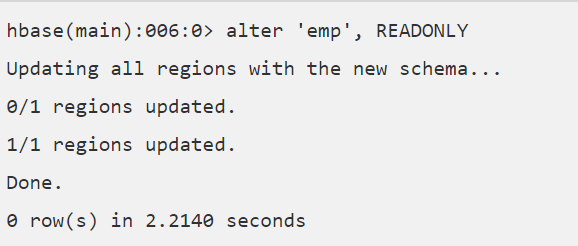 hbase(main):006:0> alter 'emp', READONLY
Updating all regions with the new schema...
0/1 regions updated.
1/1 regions updated.
Done.
0 row(s) in 2.2140 seconds